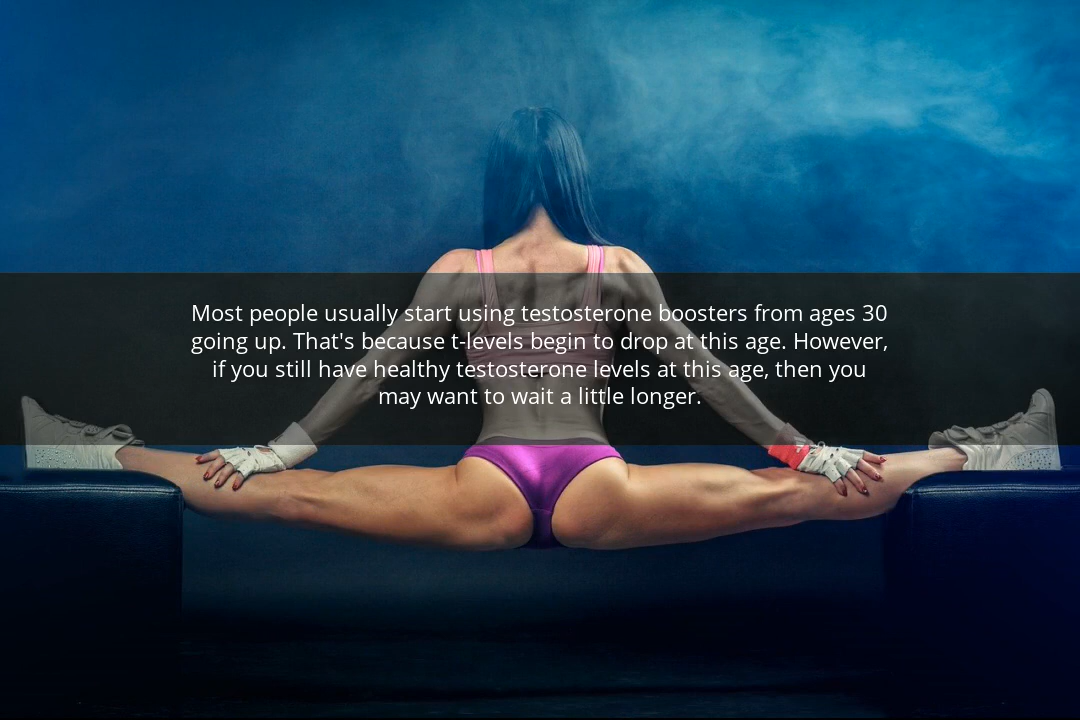 Most people usually start using testosterone boosters from ages 30
going up. That's because t-levels begin to drop at this age. However,
if you still have healthy testosterone levels at this age, then you
may want to wait a little longer.